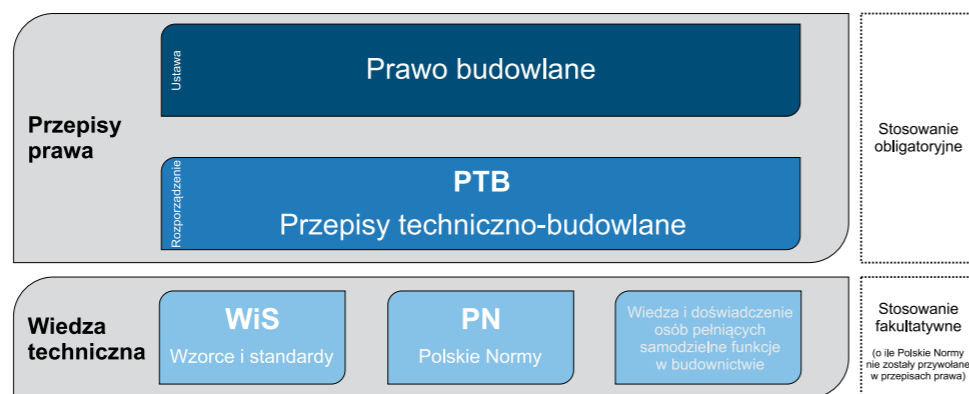 Przepisy
prawa
Ustawa
Prawo budowlane
Rozporządzenie
PTB
Przepisy techniczno-budowlane
Stosowanie
obligatoryjne
Wiedza
techniczna
WiS
Wzorce i standardy
PN
Polskie Normy
Wiedza i doświadczenie
osób pełniących
samodzielne funkcje
w budownictwie
Stosowanie
fakultatywne
(o ile Polskie Normy
nie zostały przywołane
w przepisach prawa)